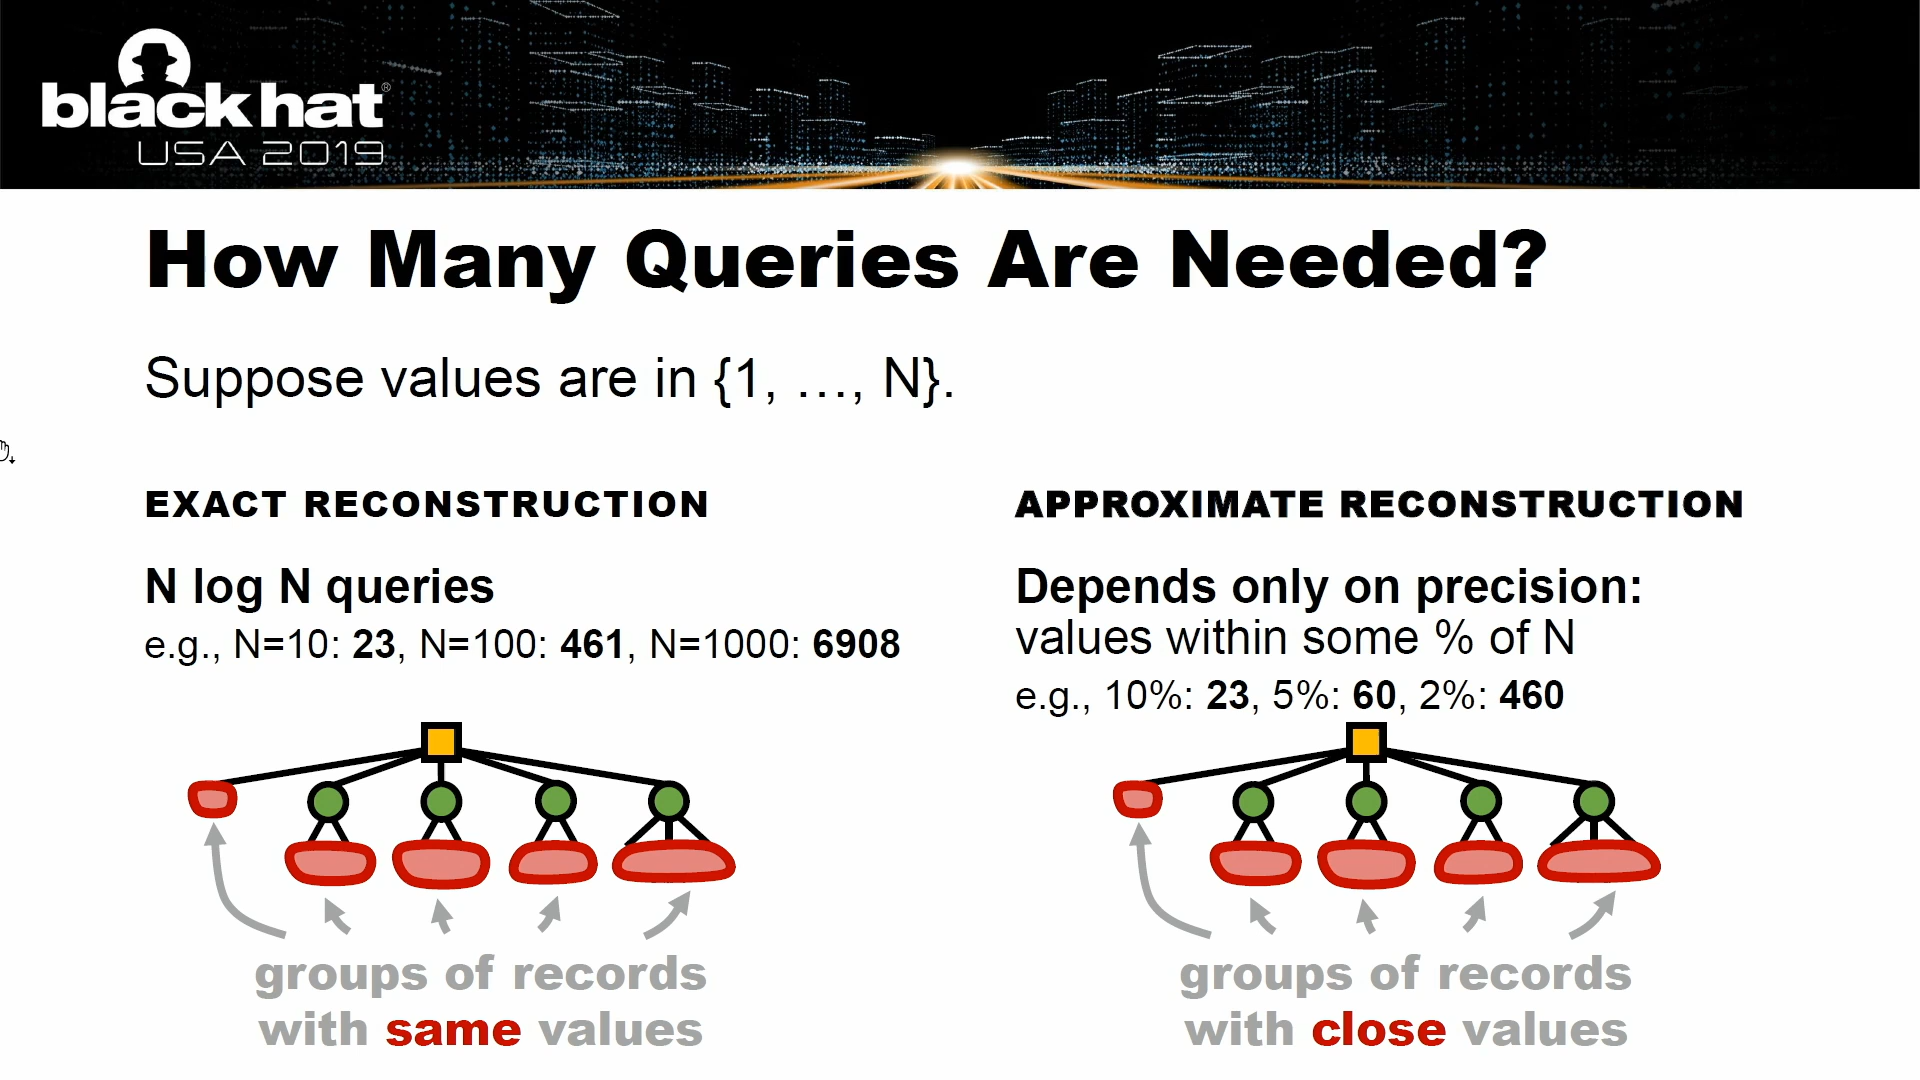 black hat®
USA 2019
How Many Queries Are Needed?
Suppose values are in {1, …, N}.
EXACT RECONSTRUCTION
N log N queries
e.g., N=10: 23, N=100: 461, N=1000: 6908
groups of records
with same values
APPROXIMATE RECONSTRUCTION
Depends only on precision:
values within some % of N
e.g., 10%: 23, 5%: 60, 2%: 460
groups of records
with close values